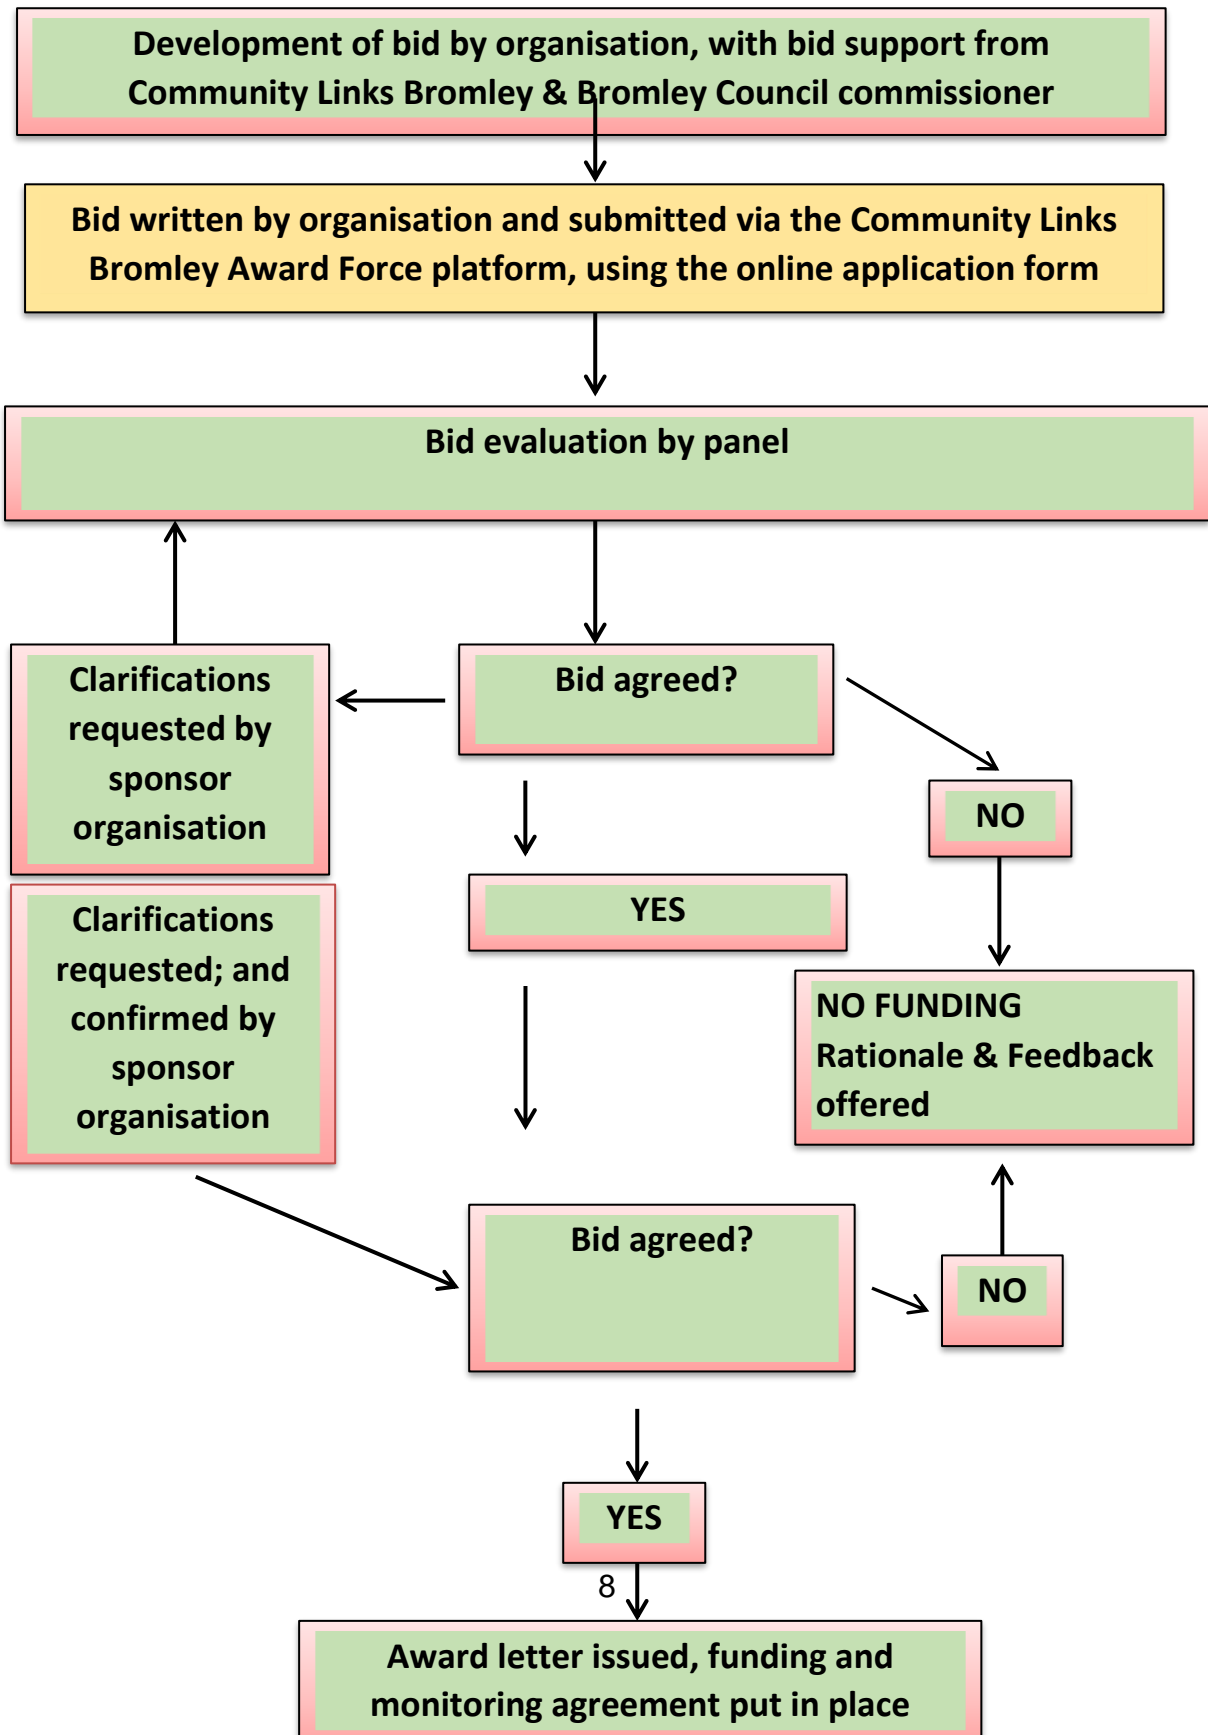 Development of bid by organisation, with bid support from
Community Links Bromley & Bromley Council commissioner
Bid written by organisation and submitted via the Community Links
Bromley Award Force platform, using the online application form
Bid evaluation by panel
Clarifications
requested by
sponsor
organisation
Bid agreed?
NO
YES
Clarifications
requested; and
confirmed by
sponsor
organisation
NO FUNDING
Rationale & Feedback
offered
Bid agreed?
NO
YES
8
Award letter issued, funding and
monitoring agreement put in place